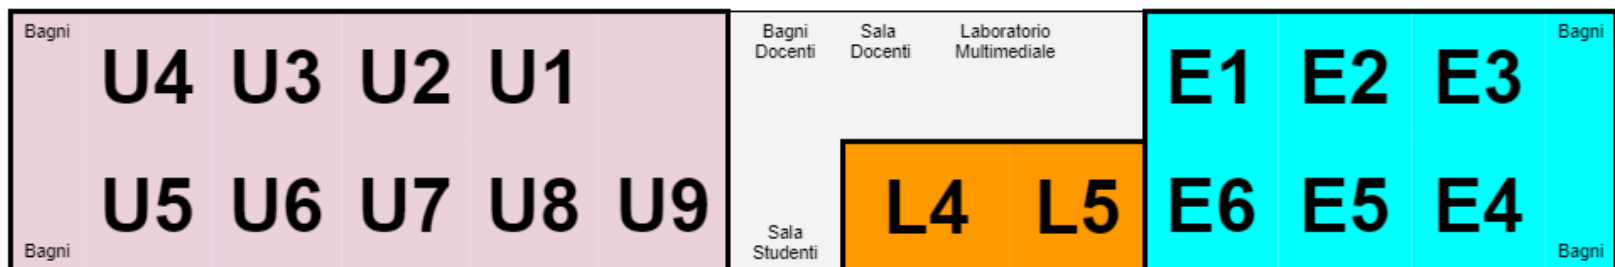 Bagni
U4 U3 U2 U1
U5 U6 U7 U8 U9
Bagni
Bagni
Docenti
Sala
Docenti
Laboratorio
Multimediale
Sala
Studenti
L4 L5
E1 E2 E3
Bagni
E6 E5 E4
Bagni